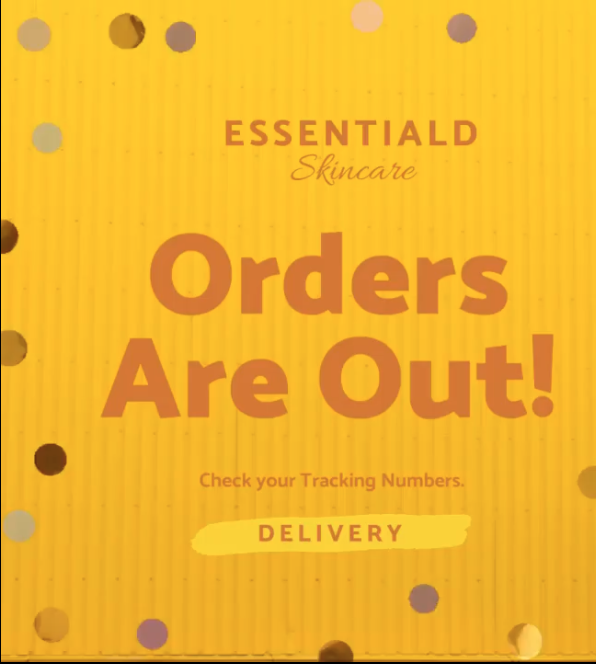 ESSENTIALD
Skincare
Orders
Are Out!
Check your Tracking Numbers.
DELIVERY